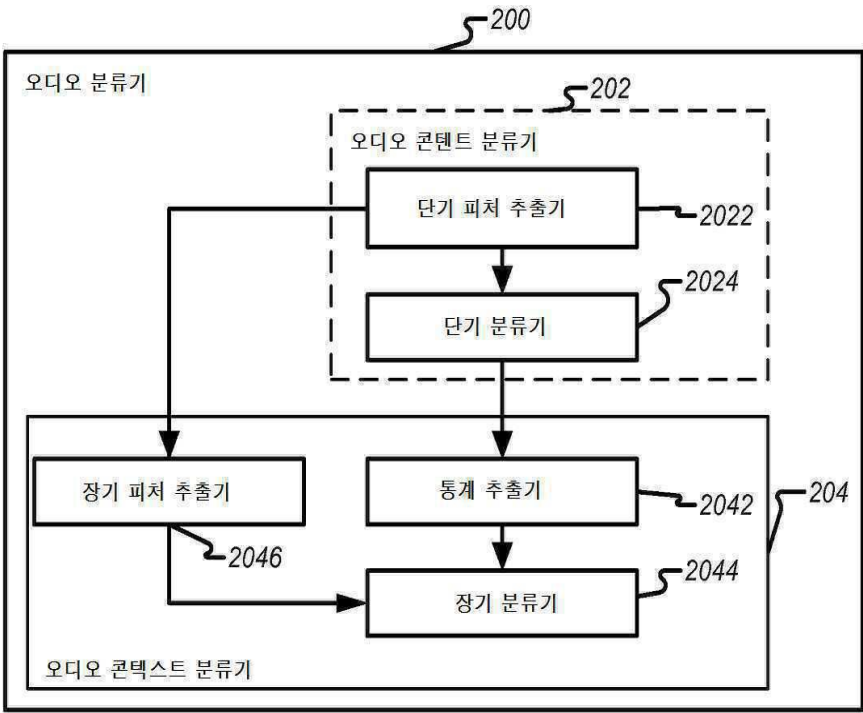 200
오디오 분류기
202
오디오 콘텐트 분류기
단기 피처 추출기
2022
2024
단기 분류기
장기 피처 추출기
통계 추출기
2042
204
2046
2044
장기 분류기
오디오 콘텍스트 분류기